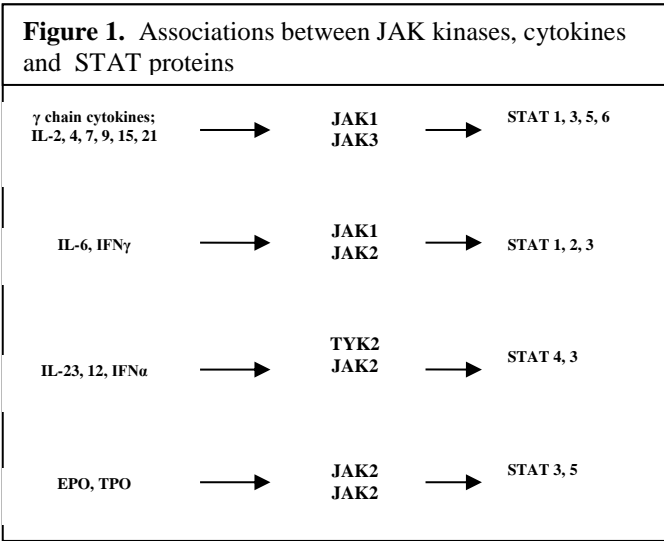 Figure 1. Associations between JAK kinases, cytokines
and STAT proteins
γ chain cytokines;
IL-2, 4, 7, 9, 15, 21
JAK1
JAK3
STAT 1, 3, 5, 6
IL-6, IFNγ
JAK1
JAK2
STAT 1, 2, 3
IL-23, 12, IFNα
TYK2
JAK2
STAT 4, 3
EPO, TPO
JAK2
JAK2
STAT 3, 5